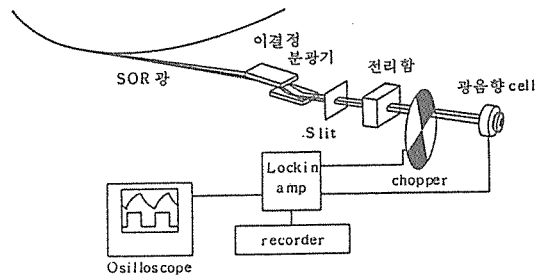 이결정
분광기
SOR 광
전리함
광음향 cell
.Slit
chopper
Lockin
amp
recorder
Osilloscope